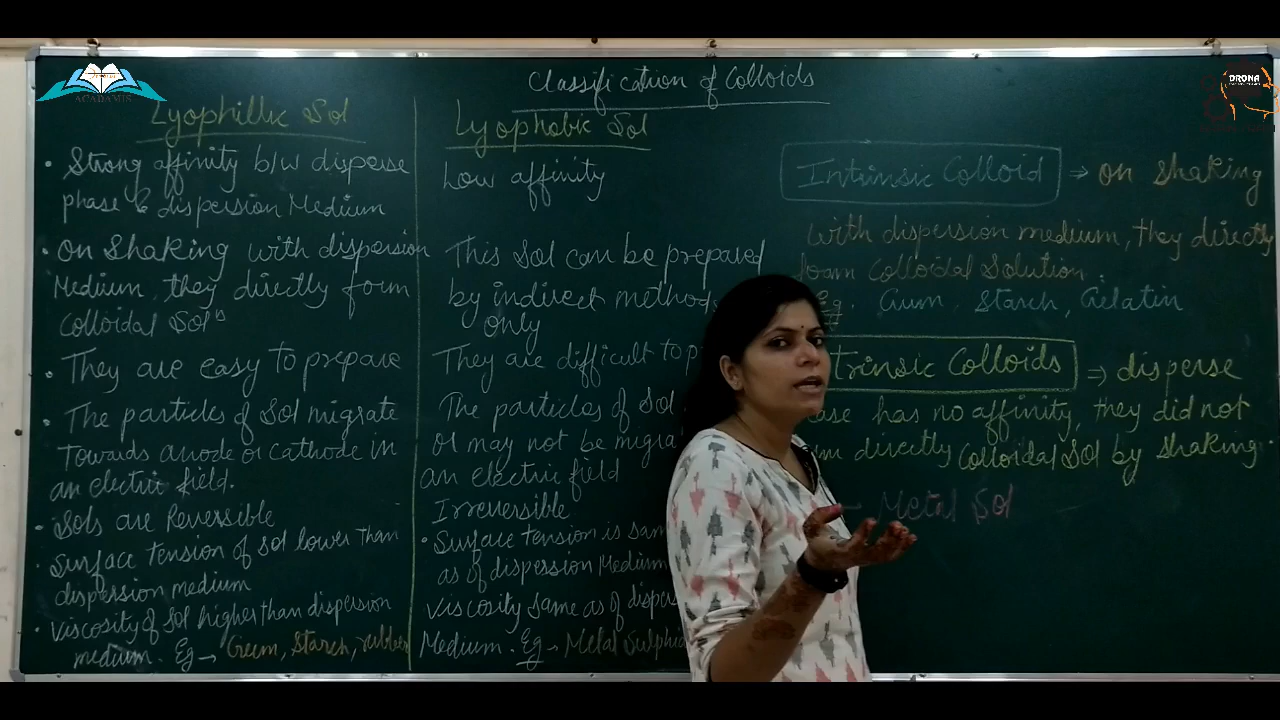 Classification of Colloids
ACADAMIS
DRONA
Lyophillic Sol
• Strong affinity b/w disperse
phase & dispersion Medium
• On Shaking with dispersion
Medium, they directly form
Colloidal Solⁿ
• They are easy to prepare
• The particles of Sol migrate
Towards anode or cathode in
an electric field.
• Sols are Reversible
• Surface tension of sol lower than
dispersion medium
• Viscosity of Sol higher than dispersion
medium. Eg → Gum, Starch, rubber
Lyophobic Sol
Low affinity
This Sol can be prepared
by indirect methods
only
They are difficult to p
The particles of Sol
or may not be migra
an electric field
Irreversible
• Surface tension is sam
as of dispersion Medium
Viscosity same as of dispers
Medium. Eg → Metal Sulphid
Intrinsic Colloid ⇒ on shaking
with dispersion medium, they directly
foam Colloidal Solution.
Eg. Gum, Starch, Gelatin
trinsic Colloids ⇒ disperse
ase has no affinity, they did not
m directly Colloidal Sol by shaking.
— Metal Sol